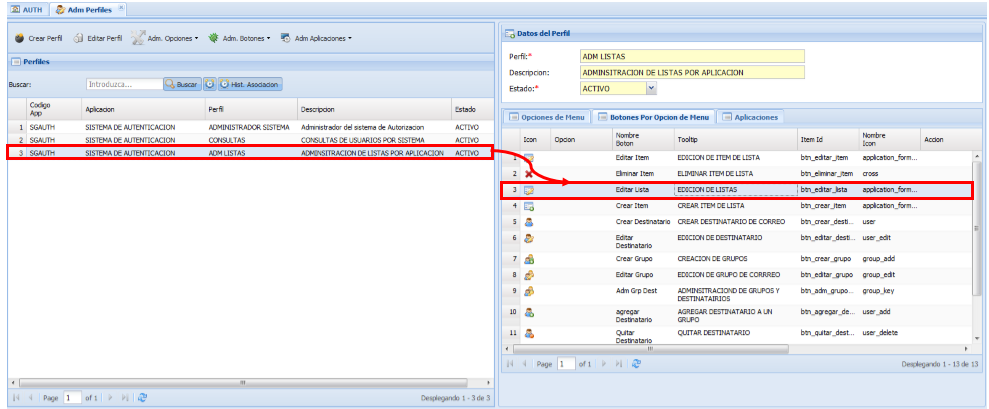 AUTH Adm Perfiles
Crear Perfil Editar Perfil Adm. Opciones Adm. Botones Adm Aplicaciones
Perfiles
Buscar: Introduzca... Buscar Hist. Asociacion
Codigo App Aplicacion Perfil Descripcion Estado
1 SGAUTH SISTEMA DE AUTENTICACION ADMINISTRADOR SISTEMA Administrador del sistema de Autorizacion ACTIVO
2 SGAUTH SISTEMA DE AUTENTICACION CONSULTAS CONSULTAS DE USUARIOS POR SISTEMA ACTIVO
3 SGAUTH SISTEMA DE AUTENTICACION ADM LISTAS ADMINSITRACION DE LISTAS POR APLICACION ACTIVO
Page 1 of 1 Desplegando 1 - 3 de 3
Datos del Perfil
Perfil:* ADM LISTAS
Descripcion: ADMINSITRACION DE LISTAS POR APLICACION
Estado:* ACTIVO
Opciones de Menu Botones Por Opcion de Menu Aplicaciones
Icon Opcion Nombre Boton Tooltip Item Id Nombre Icon Accion
1 Editar Item EDICION DE ITEM DE LISTA btn_editar_item application_form...
2 Eliminar Item ELIMINAR ITEM DE LISTA btn_eliminar_item cross
3 Editar Lista EDICION DE LISTAS btn_editar_lista application_form...
4 Crear Item CREAR ITEM DE LISTA btn_crear_item application_form...
5 Crear Destinatario CREAR DESTINATARIO DE CORREO btn_crear_desti... user
6 Editar Destinatario EDICION DE DESTINATARIO btn_editar_desti... user_edit
7 Crear Grupo CREACION DE GRUPOS btn_crear_grupo group_add
8 Editar Grupo EDICION DE GRUPO DE CORRREO btn_editar_grupo group_edit
9 Adm Grp Dest ADMINSITRACIOND DE GRUPOS Y DESTINATAIRIOS btn_adm_grupo... group_key
10 agregar Destinatario AGREGAR DESTINATARIO A UN GRUPO btn_agregar_de... user_add
11 Quitar Destinatario QUITAR DESTINATARIO btn_quitar_dest... user_delete
Page 1 of 1 Desplegando 1 - 13 de 13